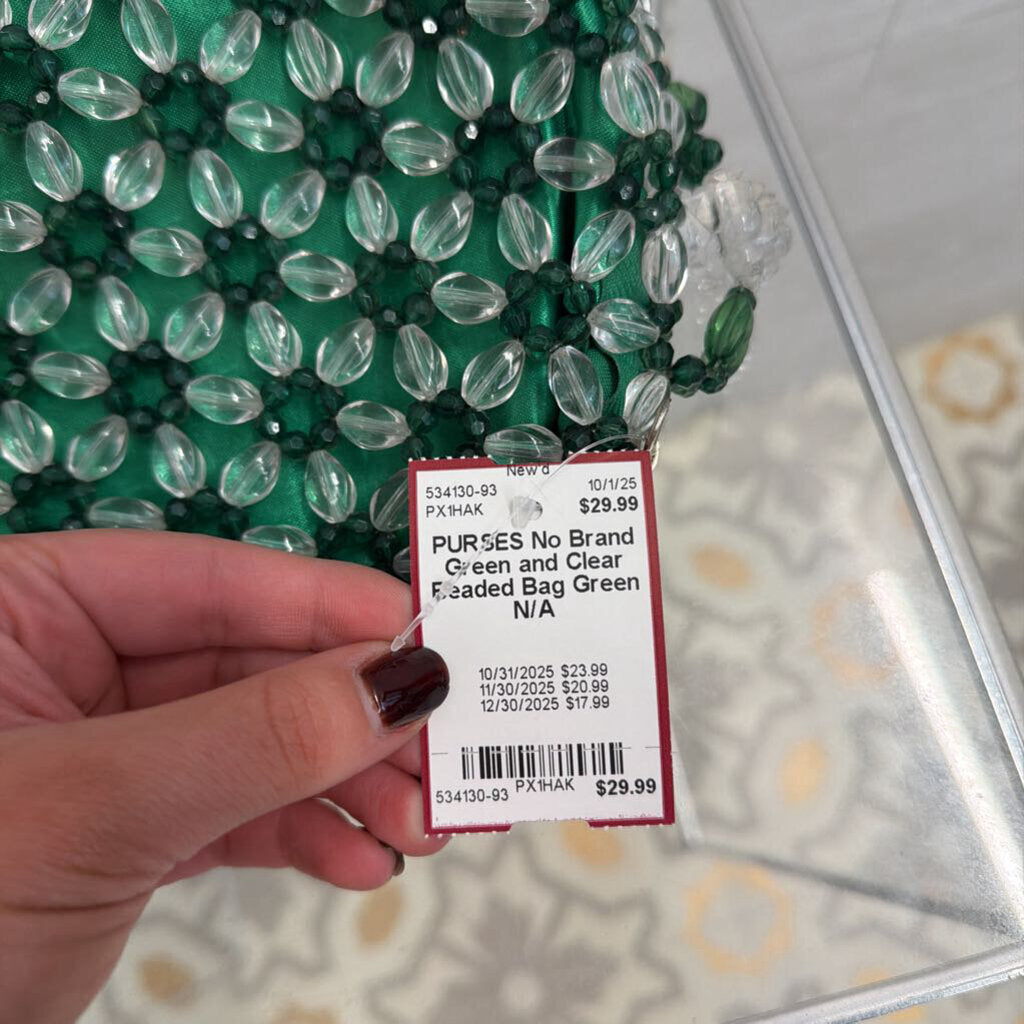 New'd
534130-93 10/1/25
PX1HAK $29.99
PURSES No Brand
Green and Clear
Beaded Bag Green
N/A
10/31/2025 $23.99
11/30/2025 $20.99
12/30/2025 $17.99
534130-93 PX1HAK $29.99